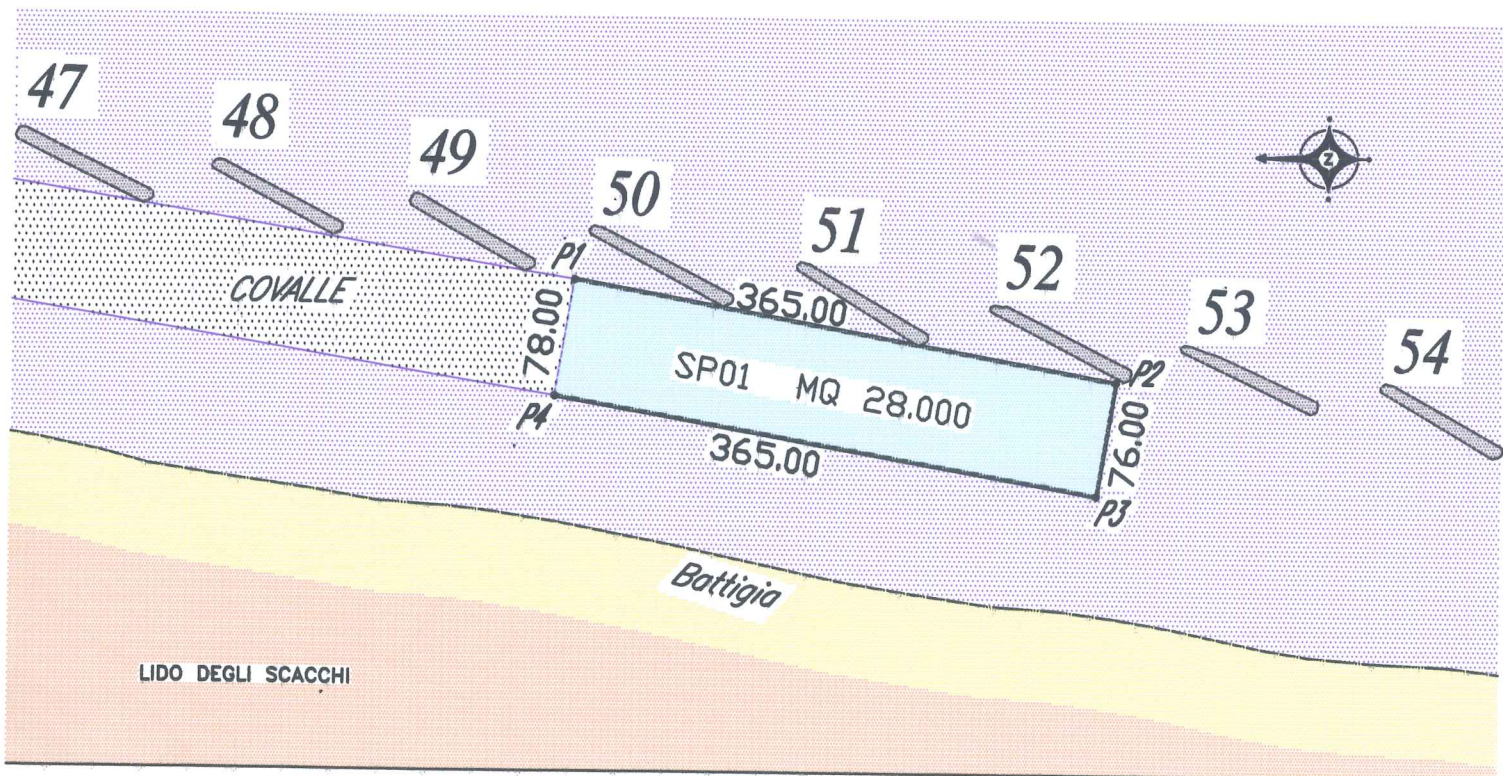 47
48
49
50
51
52
53
54
N
COVALLE
P1
365.00
P2
78.00
SP01 MQ 28.000
76.00
P4
365.00
P3
Battigia
LIDO DEGLI SCACCHI